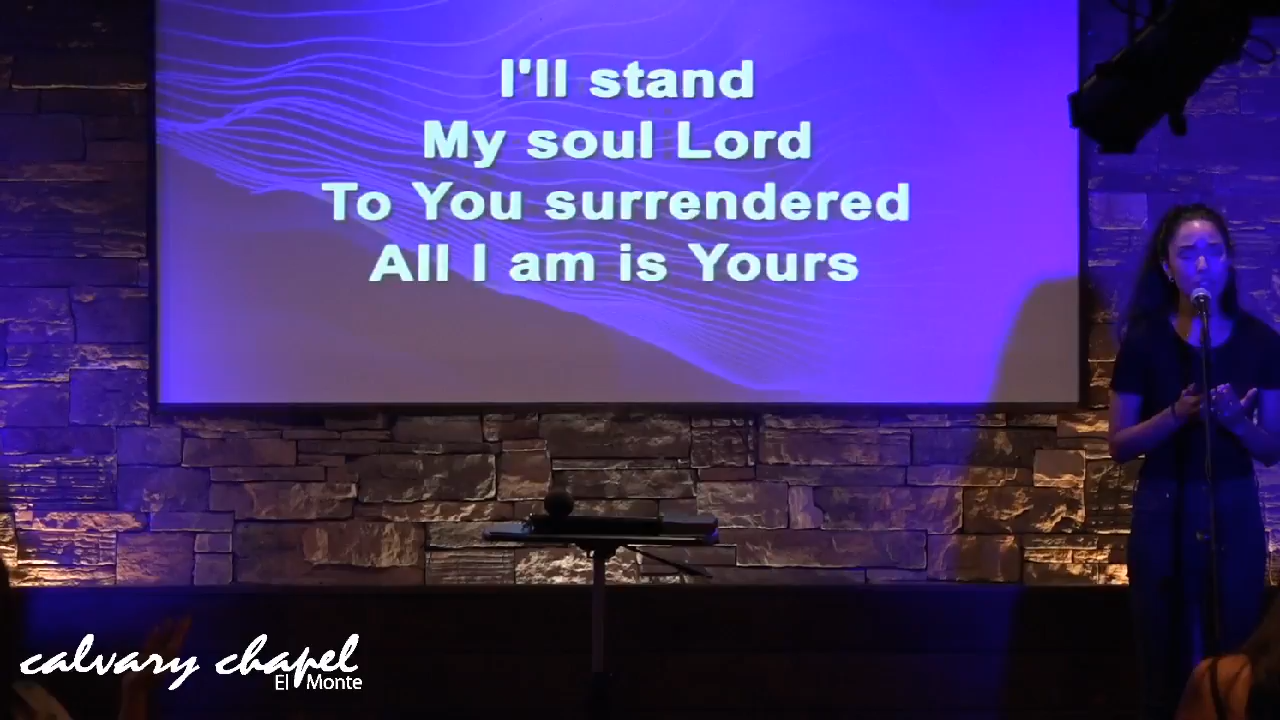 I'll stand
My soul Lord
To You surrendered
All I am is Yours
calvary chapel
El Monte